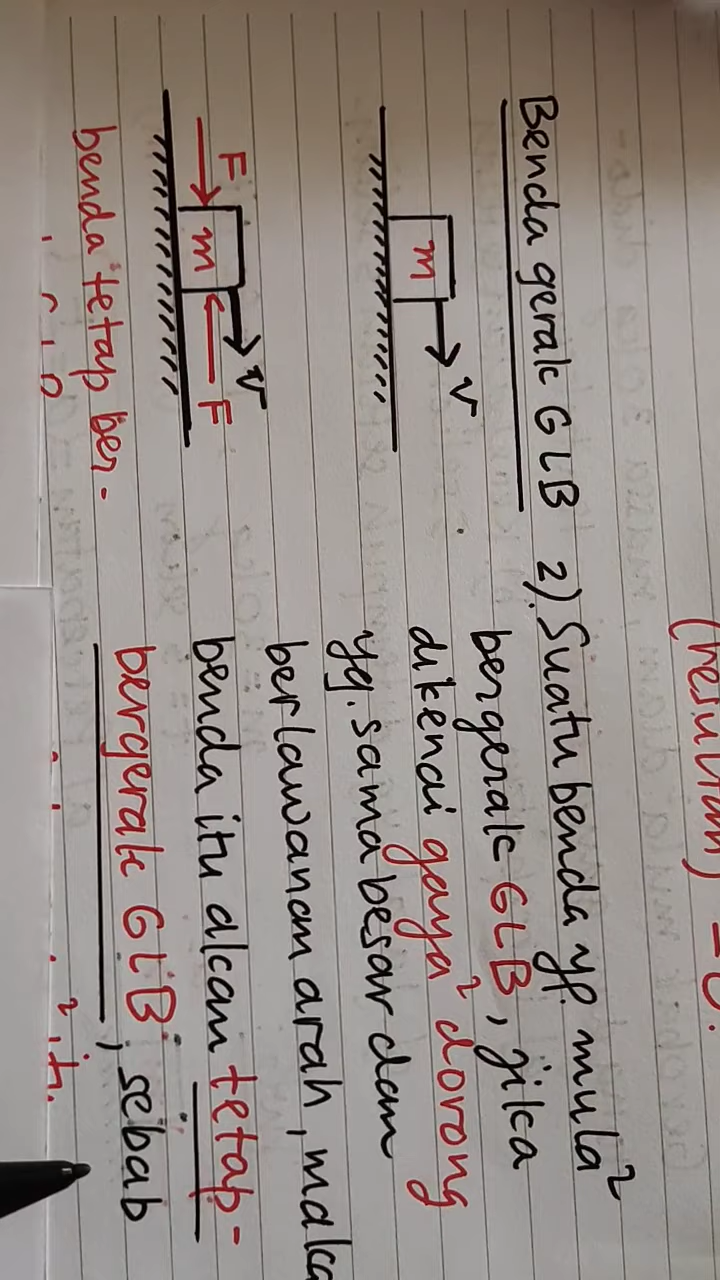 (resultan) = 0.
Benda gerak GLB
m
v
F
m
v
F
benda tetap ber-
2) Suatu benda yg. mula²
bergerak GLB, jika
dikenai gaya² dorong
yg. sama besar dan
berlawanan arah, maka
benda itu akan tetap-
bergerak GLB, sebab